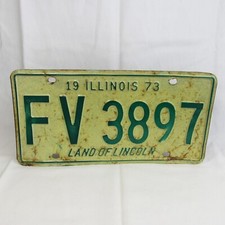 19 ILLINOIS 73
FV 3897
LAND OF LINCOLN